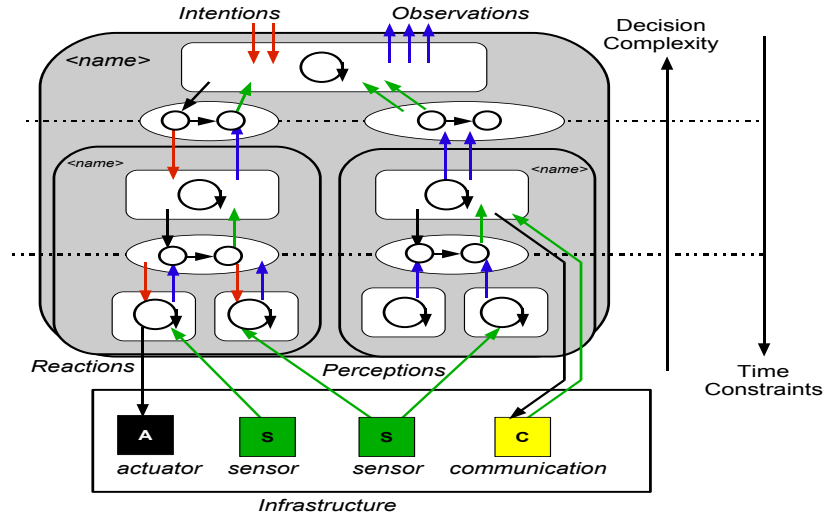 Intentions
Observations
Decision
Complexity
<name>
<name>
<name>
Reactions
Perceptions
Time
Constraints
A
S
S
C
actuator
sensor
sensor
communication
Infrastructure